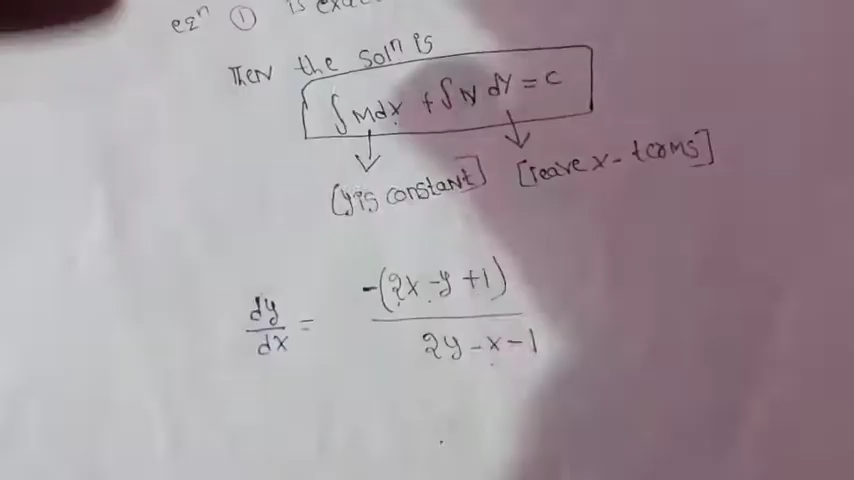 eqⁿ ① is exac
Then the solⁿ is
∫Mdx + ∫N dy = c
(y is constant] [leave x-terms]
dy/dx = -(2x-y+1)/2y-x-1